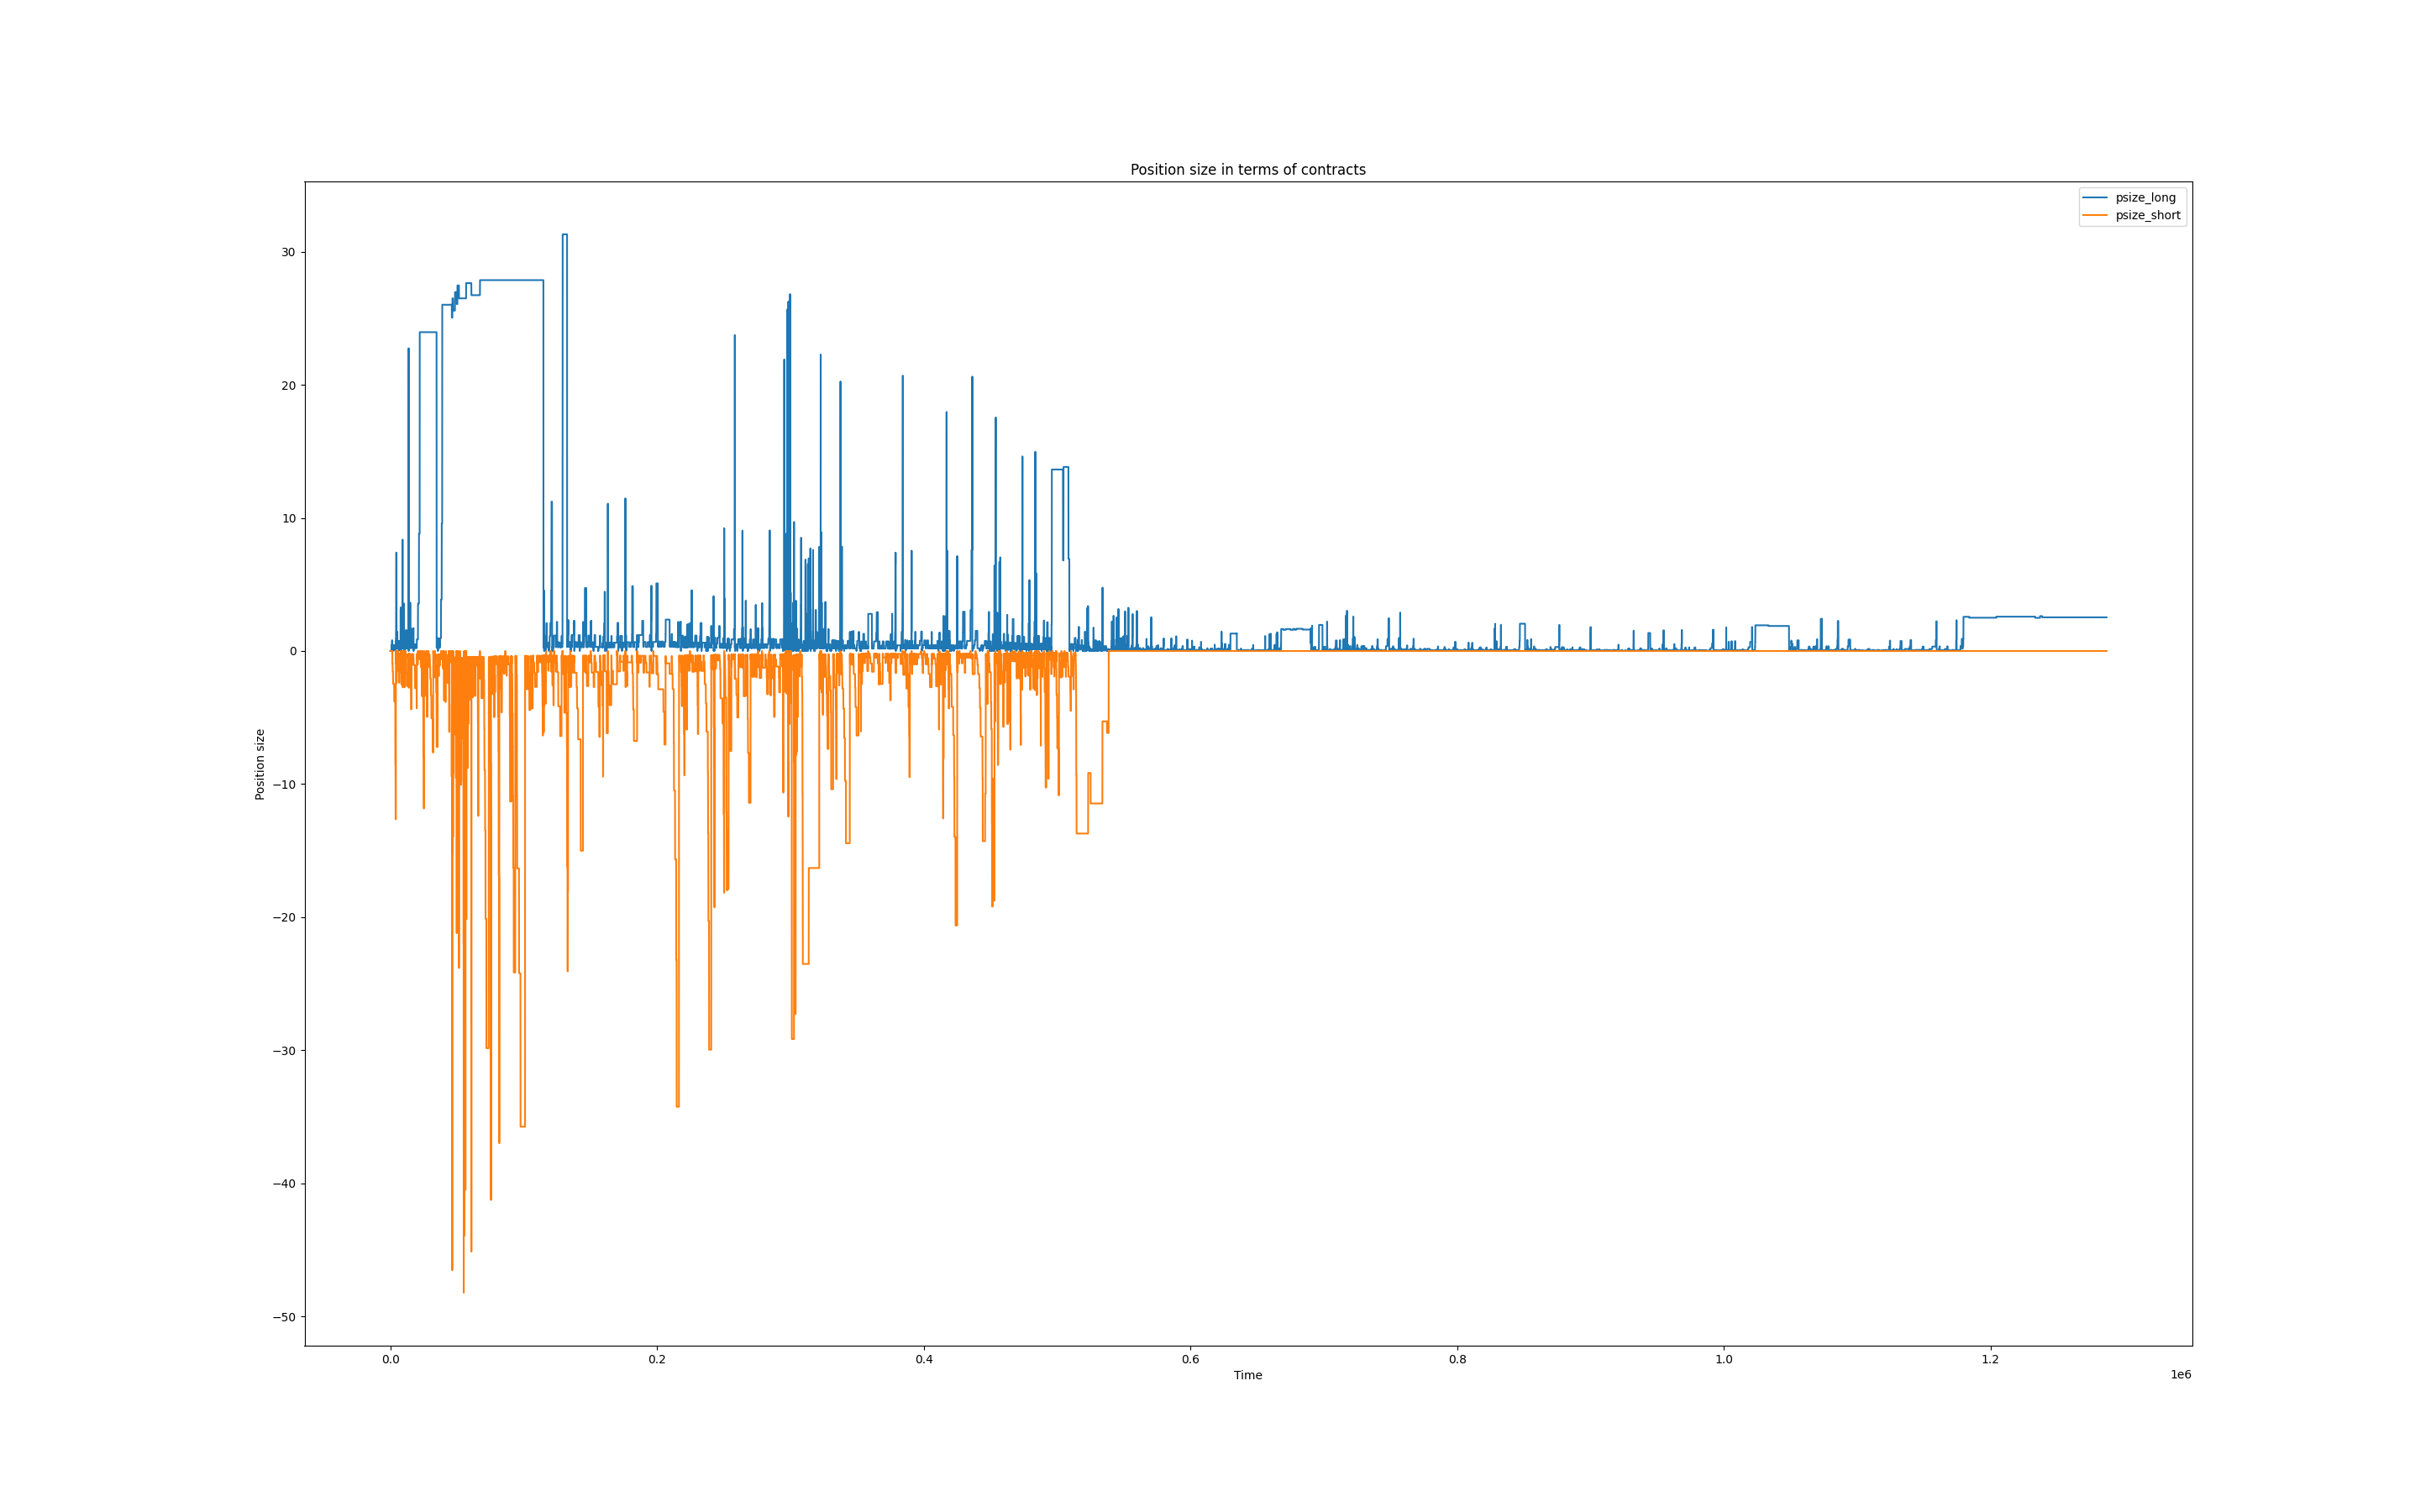 Position size in terms of contracts
psize_long
psize_short
30
20
10
0
−10
−20
−30
−40
−50
Position size
0.0 0.2 0.4 0.6 0.8 1.0 1.2
Time
1e6